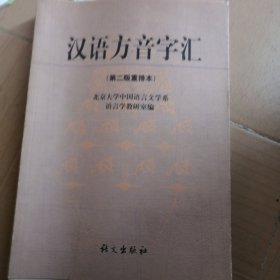 汉语方音字汇
(第二版重排本)
北京大学中国语言文学系
语言学教研室编
语文出版社